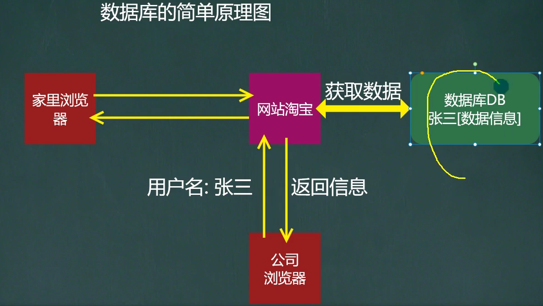 数据库的简单原理图
家里浏览
器
网站淘宝
获取数据
数据库DB
张三[数据信息]
用户名: 张三
返回信息
公司
浏览器